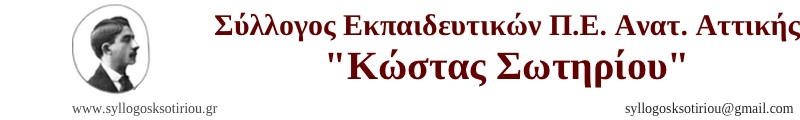 Σύλλογος Εκπαιδευτικών Π.Ε. Ανατ. Αττικής
"Κώστας Σωτηρίου"
www.syllogosksotiriou.gr
syllogosksotiriou@gmail.com